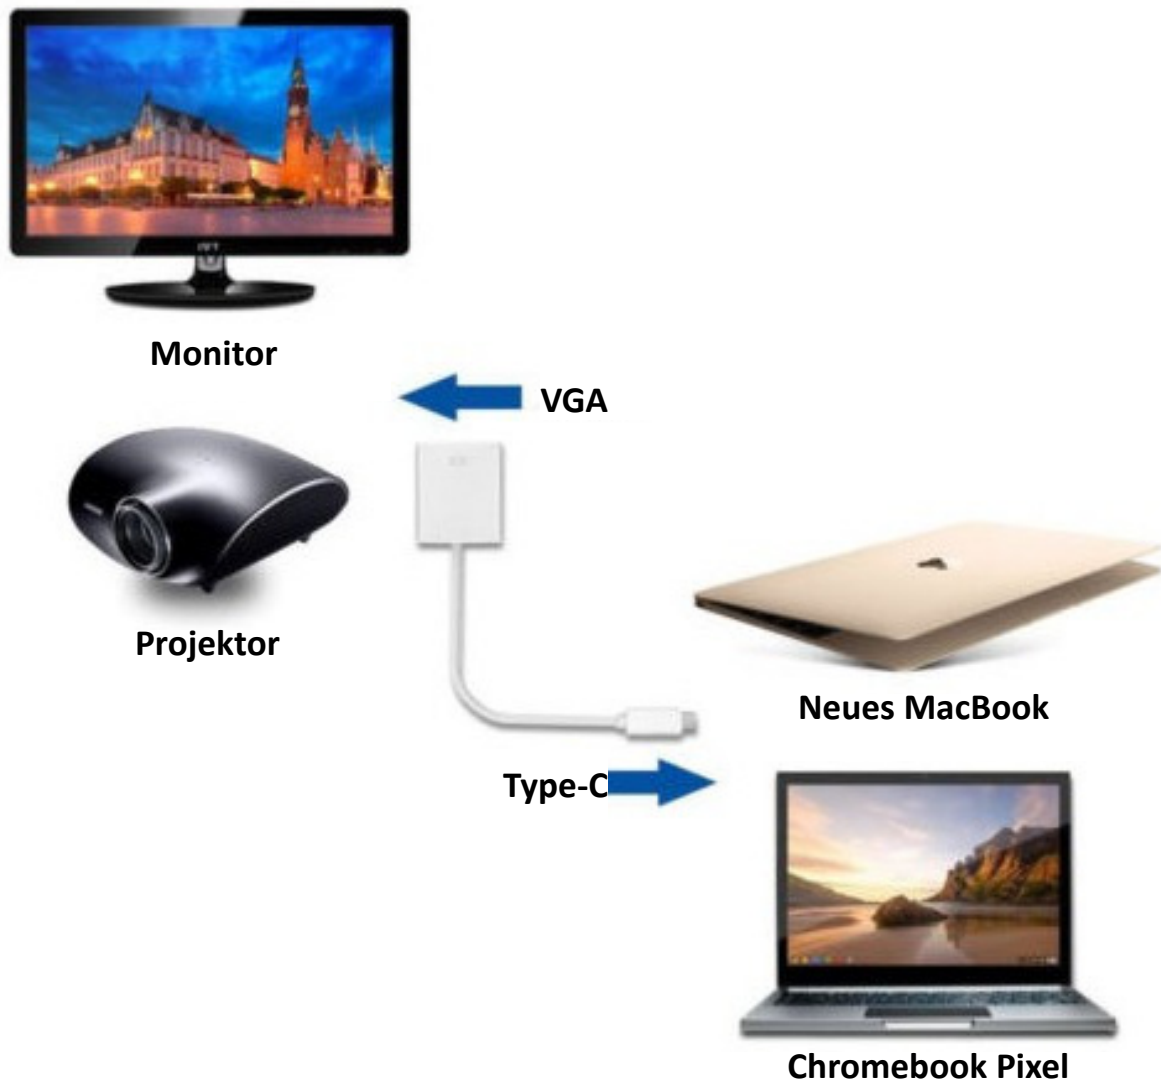 Monitor
VGA
Projektor
Neues MacBook
Type-C
Chromebook Pixel